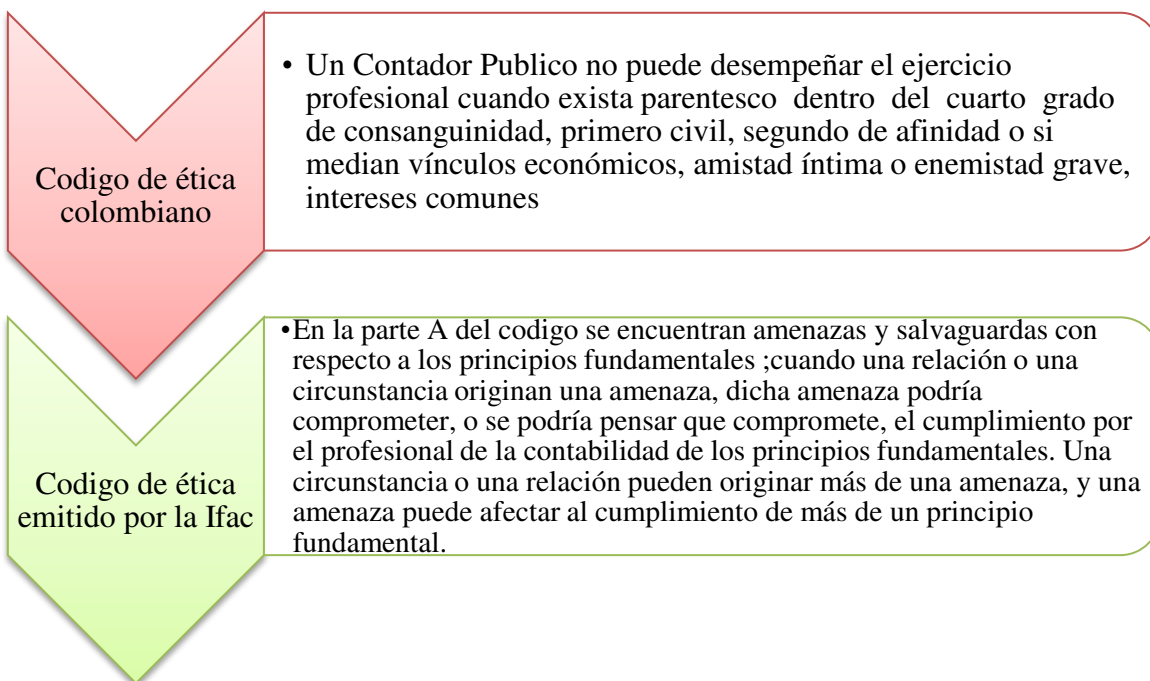 Codigo de ética
colombiano
• Un Contador Publico no puede desempeñar el ejercicio
profesional cuando exista parentesco dentro del cuarto grado
de consanguinidad, primero civil, segundo de afinidad o si
median vínculos económicos, amistad íntima o enemistad grave,
intereses comunes
Codigo de ética
emitido por la Ifac
•En la parte A del codigo se encuentran amenazas y salvaguardas con
respecto a los principios fundamentales ;cuando una relación o una
circunstancia originan una amenaza, dicha amenaza podría
comprometer, o se podría pensar que compromete, el cumplimiento por
el profesional de la contabilidad de los principios fundamentales. Una
circunstancia o una relación pueden originar más de una amenaza, y una
amenaza puede afectar al cumplimiento de más de un principio
fundamental.